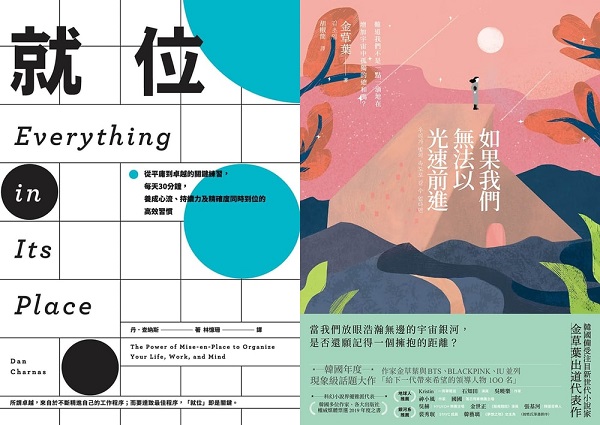 就位
Everything
in
Its
Place
從平庸到卓越的關鍵練習，
每天30分鐘，
養成心流、持續力及精確度同時到位的
高效習慣
丹・查納斯 著 林憶珊 譯
The Power of Mise-en-Place to Organize
Your Life, Work, and Mind
Dan
Charnas
所謂卓越，來自於不斷精進自己的工作程序；而要達致最佳程序，「就位」即是關鍵。
金草葉
胡椒筒 譯
如果我們
無法以
光速前進
當我們放眼浩瀚無邊的宇宙銀河，
是否還願記得一個擁抱的距離？
韓國年度
現象級話題大作
作家金草葉與BTS、BLACKPINK、IU並列
「給下一代帶來希望的領導人物100名」
韓國備受注目新世代小說家
金草葉出道代表作